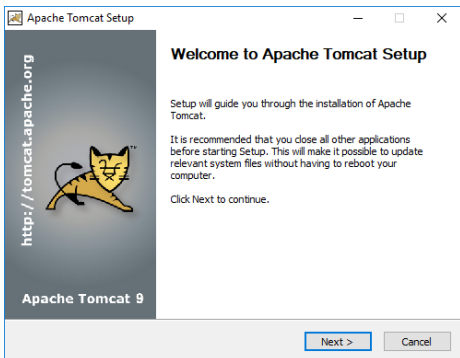 Apache Tomcat Setup
http://tomcat.apache.org
TM
Apache Tomcat 9
Welcome to Apache Tomcat Setup
Setup will guide you through the installation of Apache
Tomcat.
It is recommended that you close all other applications
before starting Setup. This will make it possible to update
relevant system files without having to reboot your
computer.
Click Next to continue.
Next >
Cancel